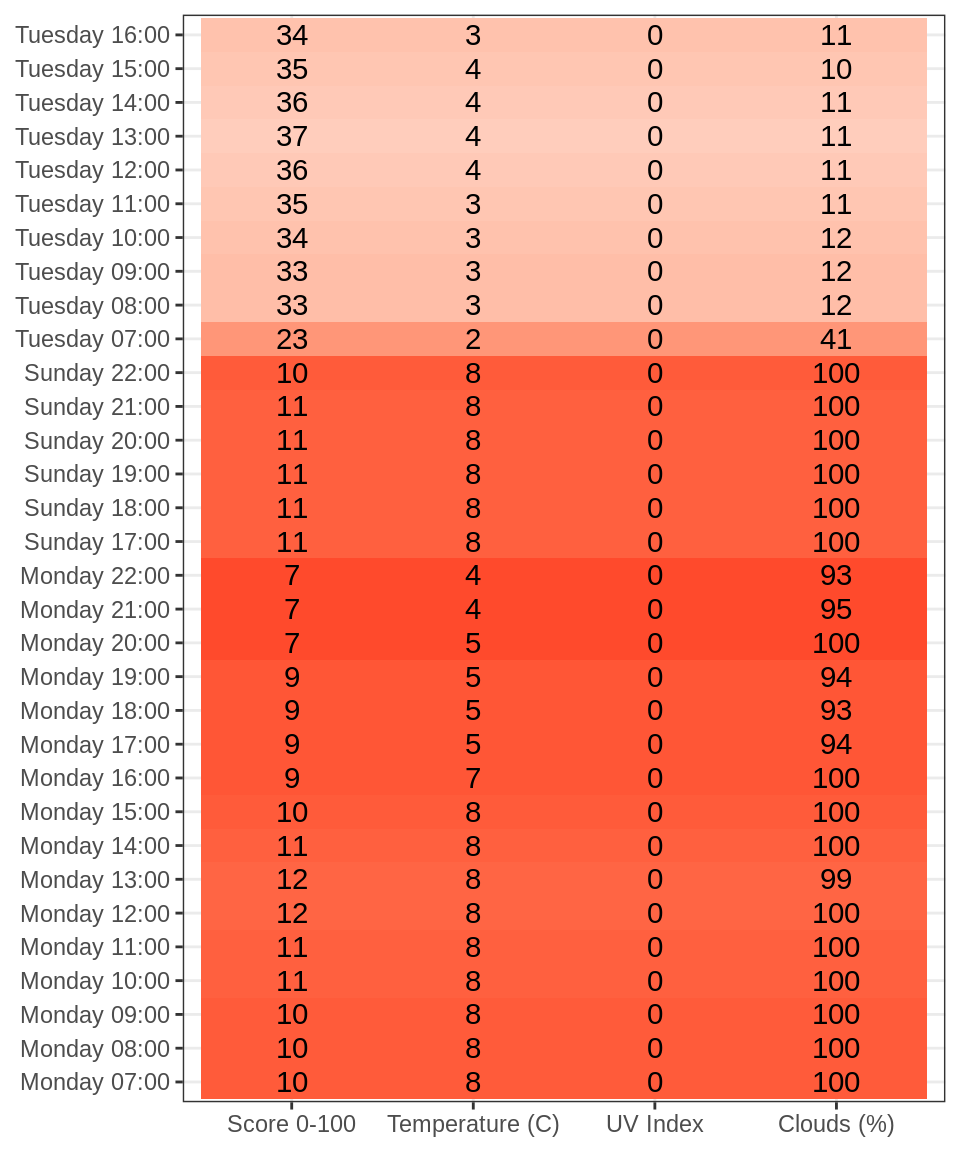 Tuesday 16:00 34 3 0 11
Tuesday 15:00 35 4 0 10
Tuesday 14:00 36 4 0 11
Tuesday 13:00 37 4 0 11
Tuesday 12:00 36 4 0 11
Tuesday 11:00 35 3 0 11
Tuesday 10:00 34 3 0 12
Tuesday 09:00 33 3 0 12
Tuesday 08:00 33 3 0 12
Tuesday 07:00 23 2 0 41
Sunday 22:00 10 8 0 100
Sunday 21:00 11 8 0 100
Sunday 20:00 11 8 0 100
Sunday 19:00 11 8 0 100
Sunday 18:00 11 8 0 100
Sunday 17:00 11 8 0 100
Monday 22:00 7 4 0 93
Monday 21:00 7 4 0 95
Monday 20:00 7 5 0 100
Monday 19:00 9 5 0 94
Monday 18:00 9 5 0 93
Monday 17:00 9 5 0 94
Monday 16:00 9 7 0 100
Monday 15:00 10 8 0 100
Monday 14:00 11 8 0 100
Monday 13:00 12 8 0 99
Monday 12:00 12 8 0 100
Monday 11:00 11 8 0 100
Monday 10:00 11 8 0 100
Monday 09:00 10 8 0 100
Monday 08:00 10 8 0 100
Monday 07:00 10 8 0 100
Score 0-100 Temperature (C) UV Index Clouds (%)